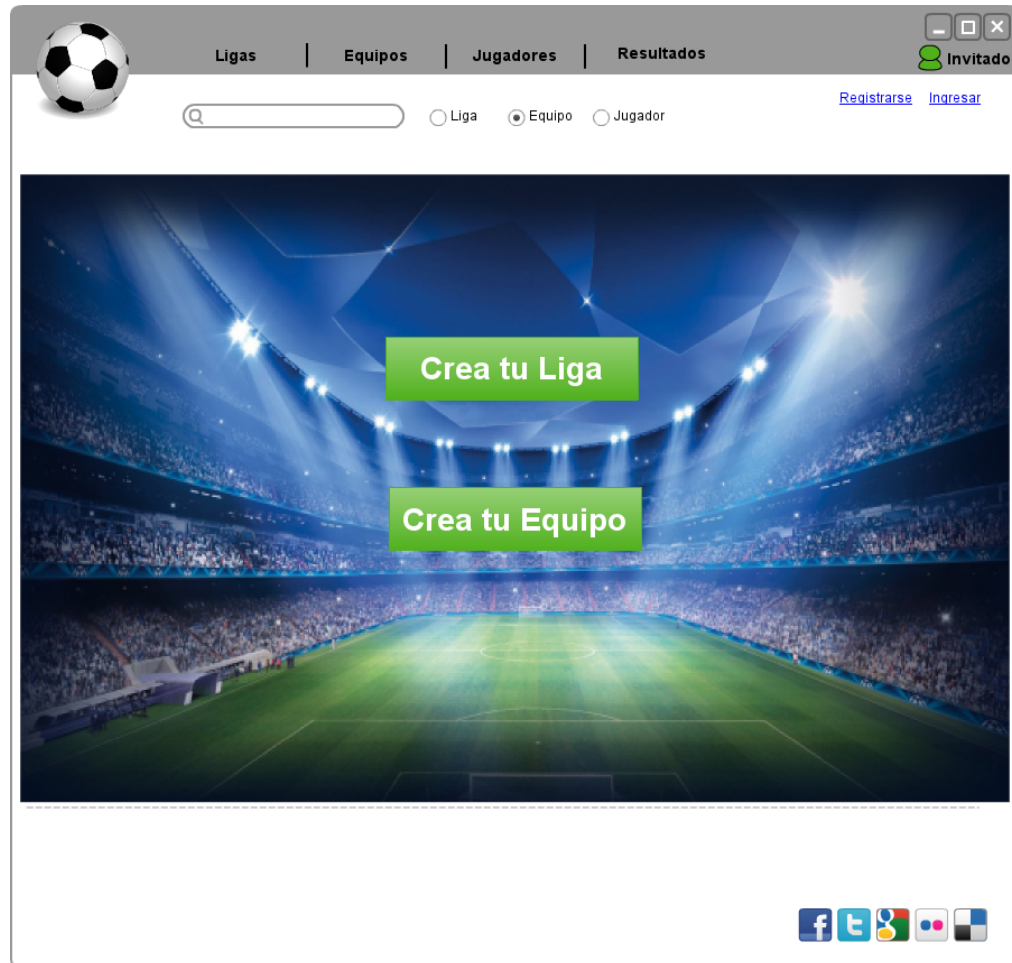 Ligas Equipos Jugadores Resultados
Invitado
Registrarse Ingresar
Liga Equipo Jugador
Crea tu Liga
Crea tu Equipo